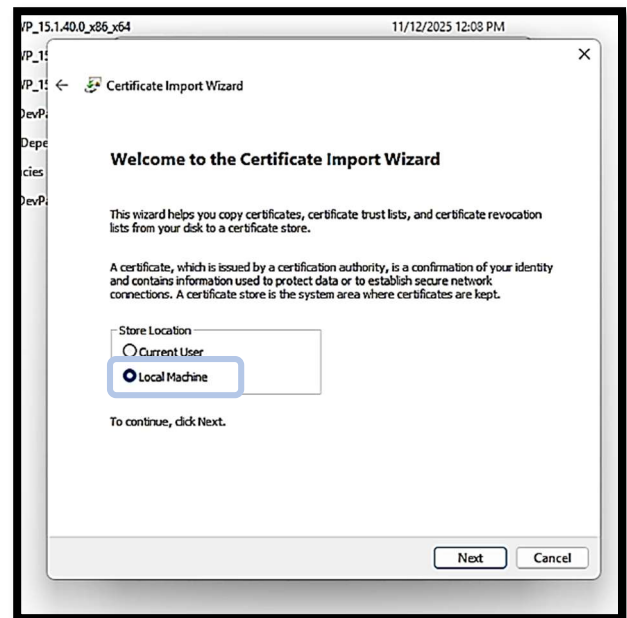 VP_15.1.40.0_x86_x64 11/12/2025 12:08 PM
Certificate Import Wizard
Welcome to the Certificate Import Wizard
This wizard helps you copy certificates, certificate trust lists, and certificate revocation
lists from your disk to a certificate store.
A certificate, which is issued by a certification authority, is a confirmation of your identity
and contains information used to protect data or to establish secure network
connections. A certificate store is the system area where certificates are kept.
Store Location
Current User
Local Machine
To continue, click Next.
Next Cancel